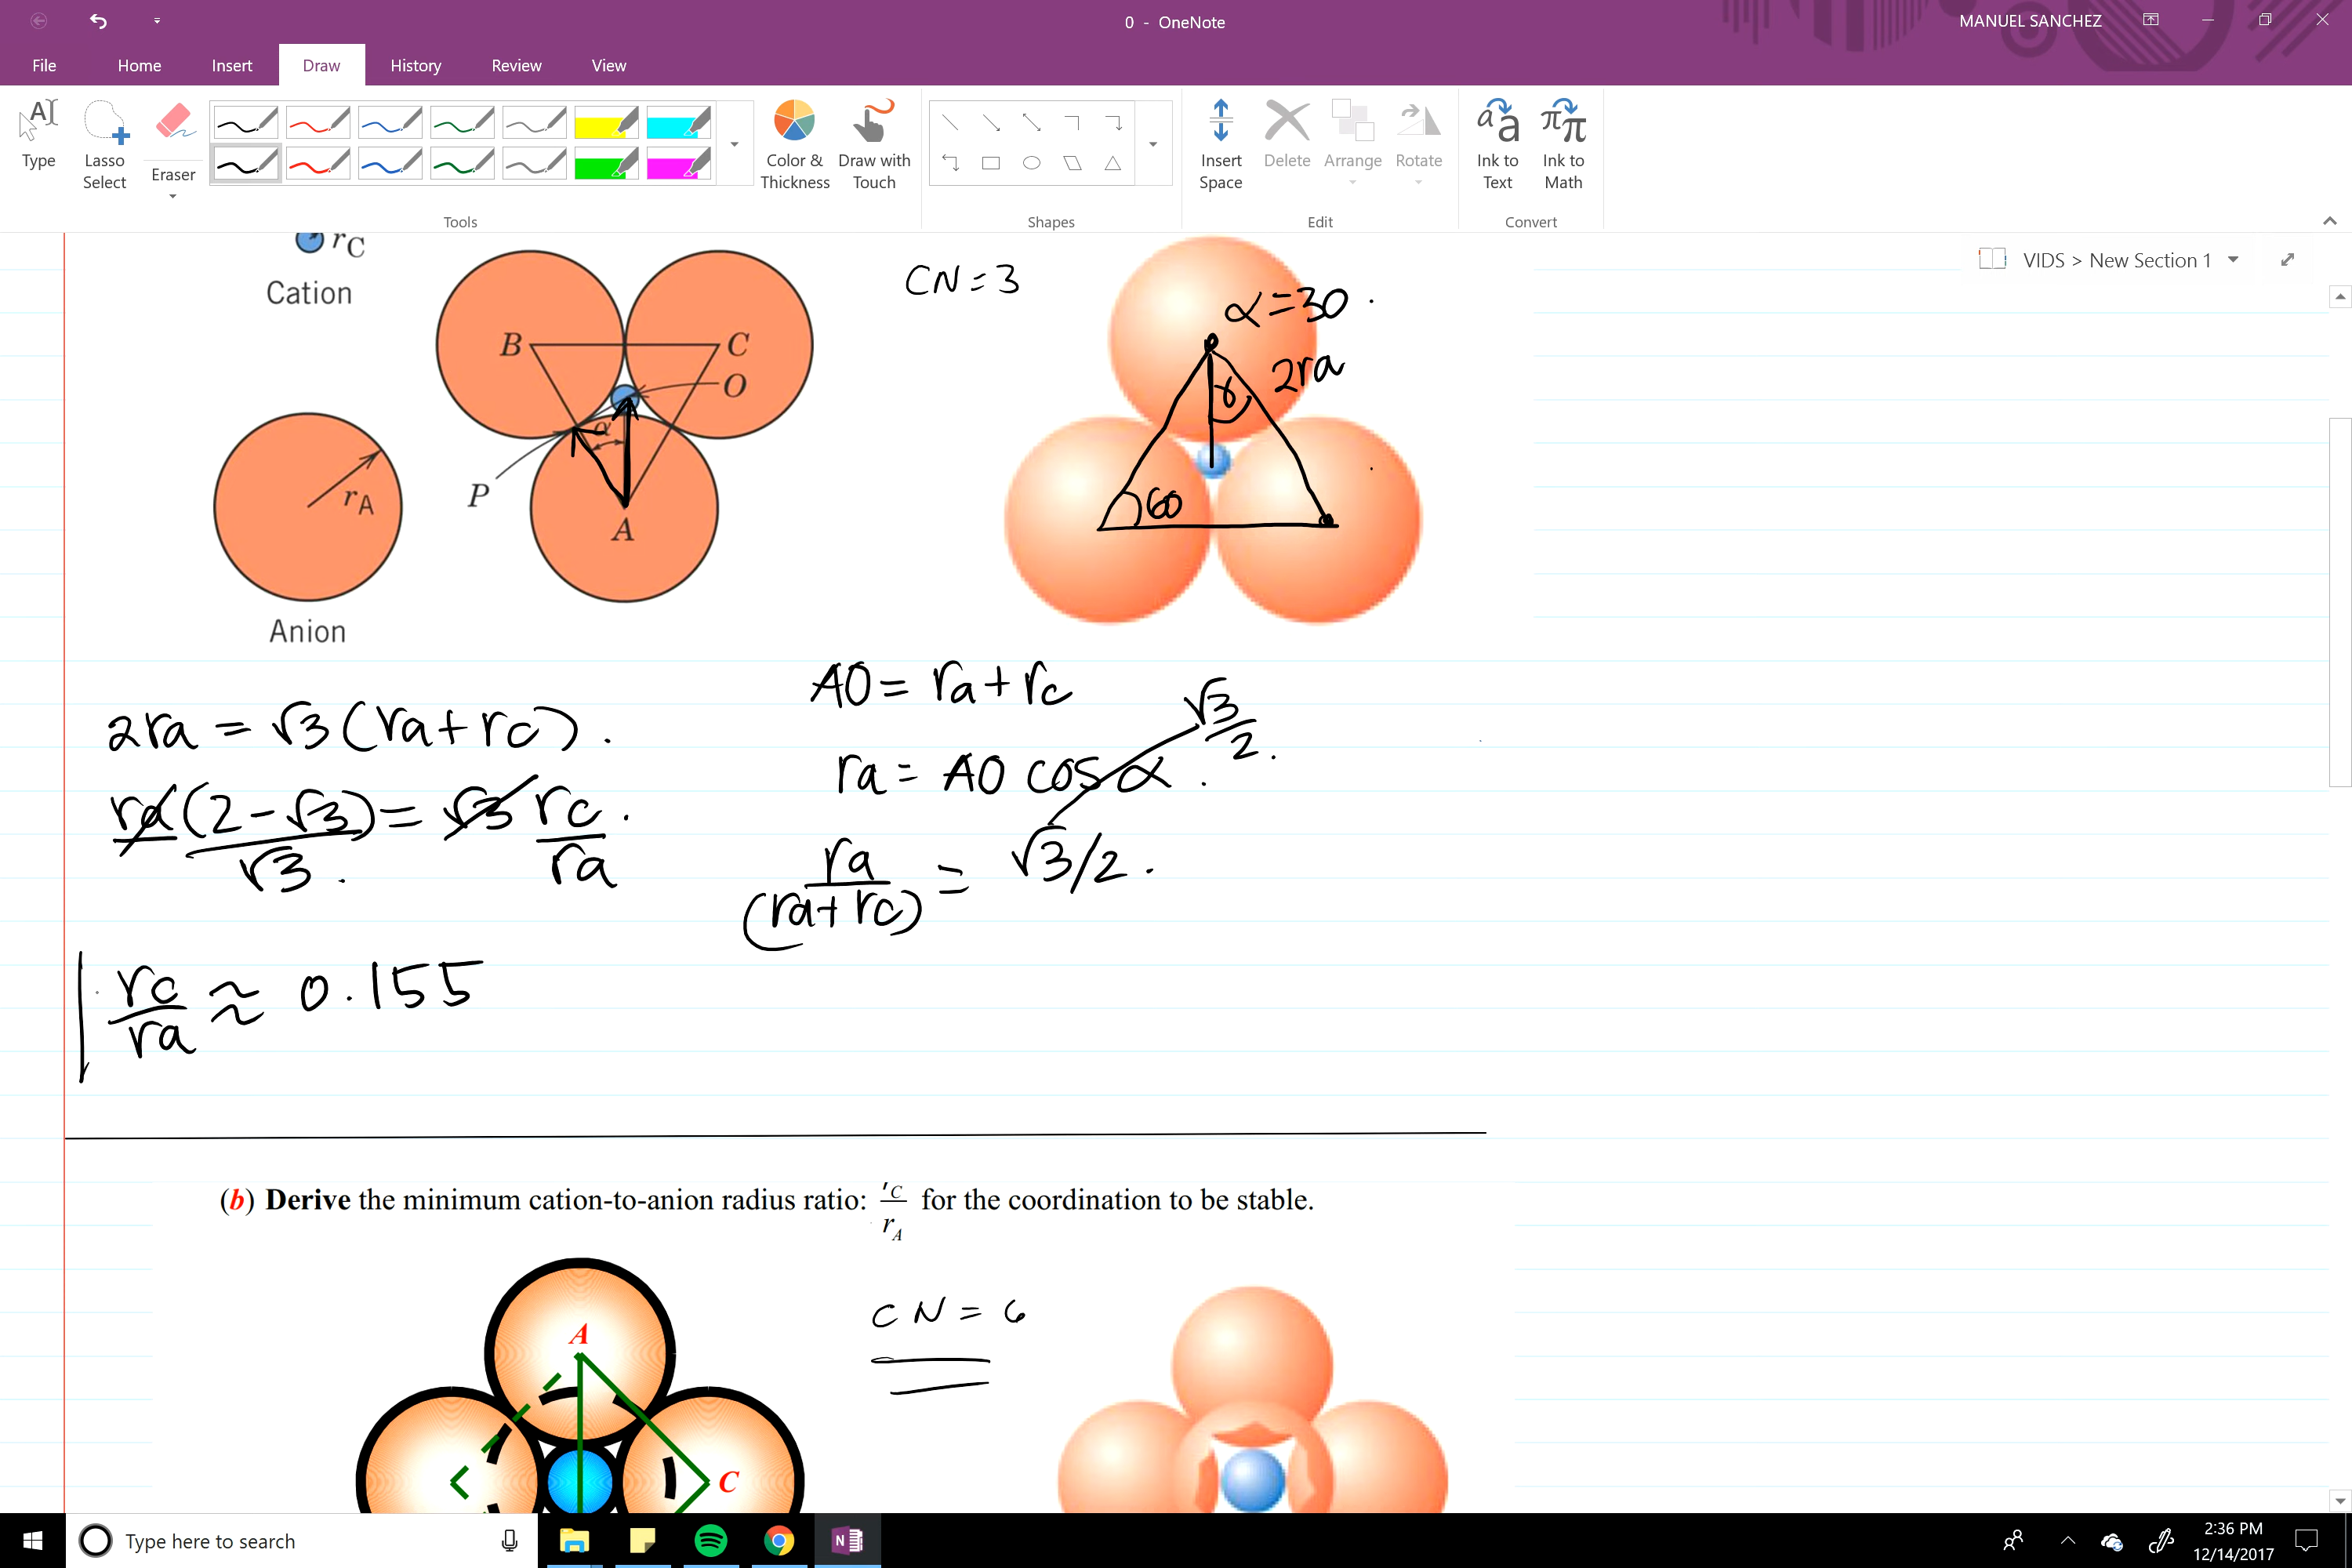 0 - OneNote
MANUEL SANCHEZ
File Home Insert Draw History Review View
Type
Lasso Select
Eraser
Color & Thickness
Draw with Touch
Insert Space
Delete
Arrange
Rotate
Ink to Text
Ink to Math
Tools
Shapes
Edit
Convert
VIDS > New Section 1
rC
Cation
B
C
O
α
P
A
rA
Anion
CN = 3
α = 30
2ra
60
AO = ra + rc
√3/2
2ra = √3 (ra + rc).
ra = AO cos α.
ra(2 - √3)/√3 = √3 rc/ra
ra/(ra + rc) = √3/2.
rc/ra ≈ 0.155
(b) Derive the minimum cation-to-anion radius ratio: rC/rA for the coordination to be stable.
CN = 6
A
C
Type here to search
2:36 PM
12/14/2017